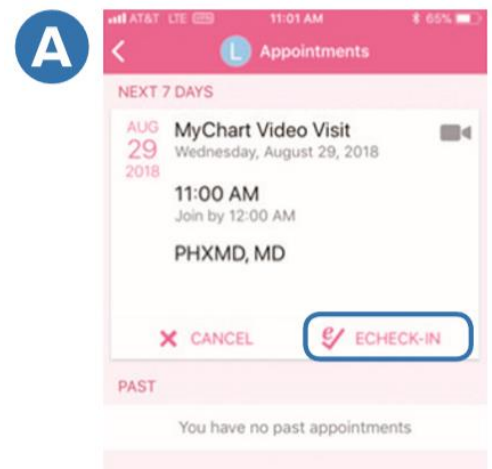 A
AT&T LTE 11:01 AM 65%
L Appointments
NEXT 7 DAYS
AUG
29
2018
MyChart Video Visit
Wednesday, August 29, 2018
11:00 AM
Join by 12:00 AM
PHXMD, MD
CANCEL
e ECHECK-IN
PAST
You have no past appointments